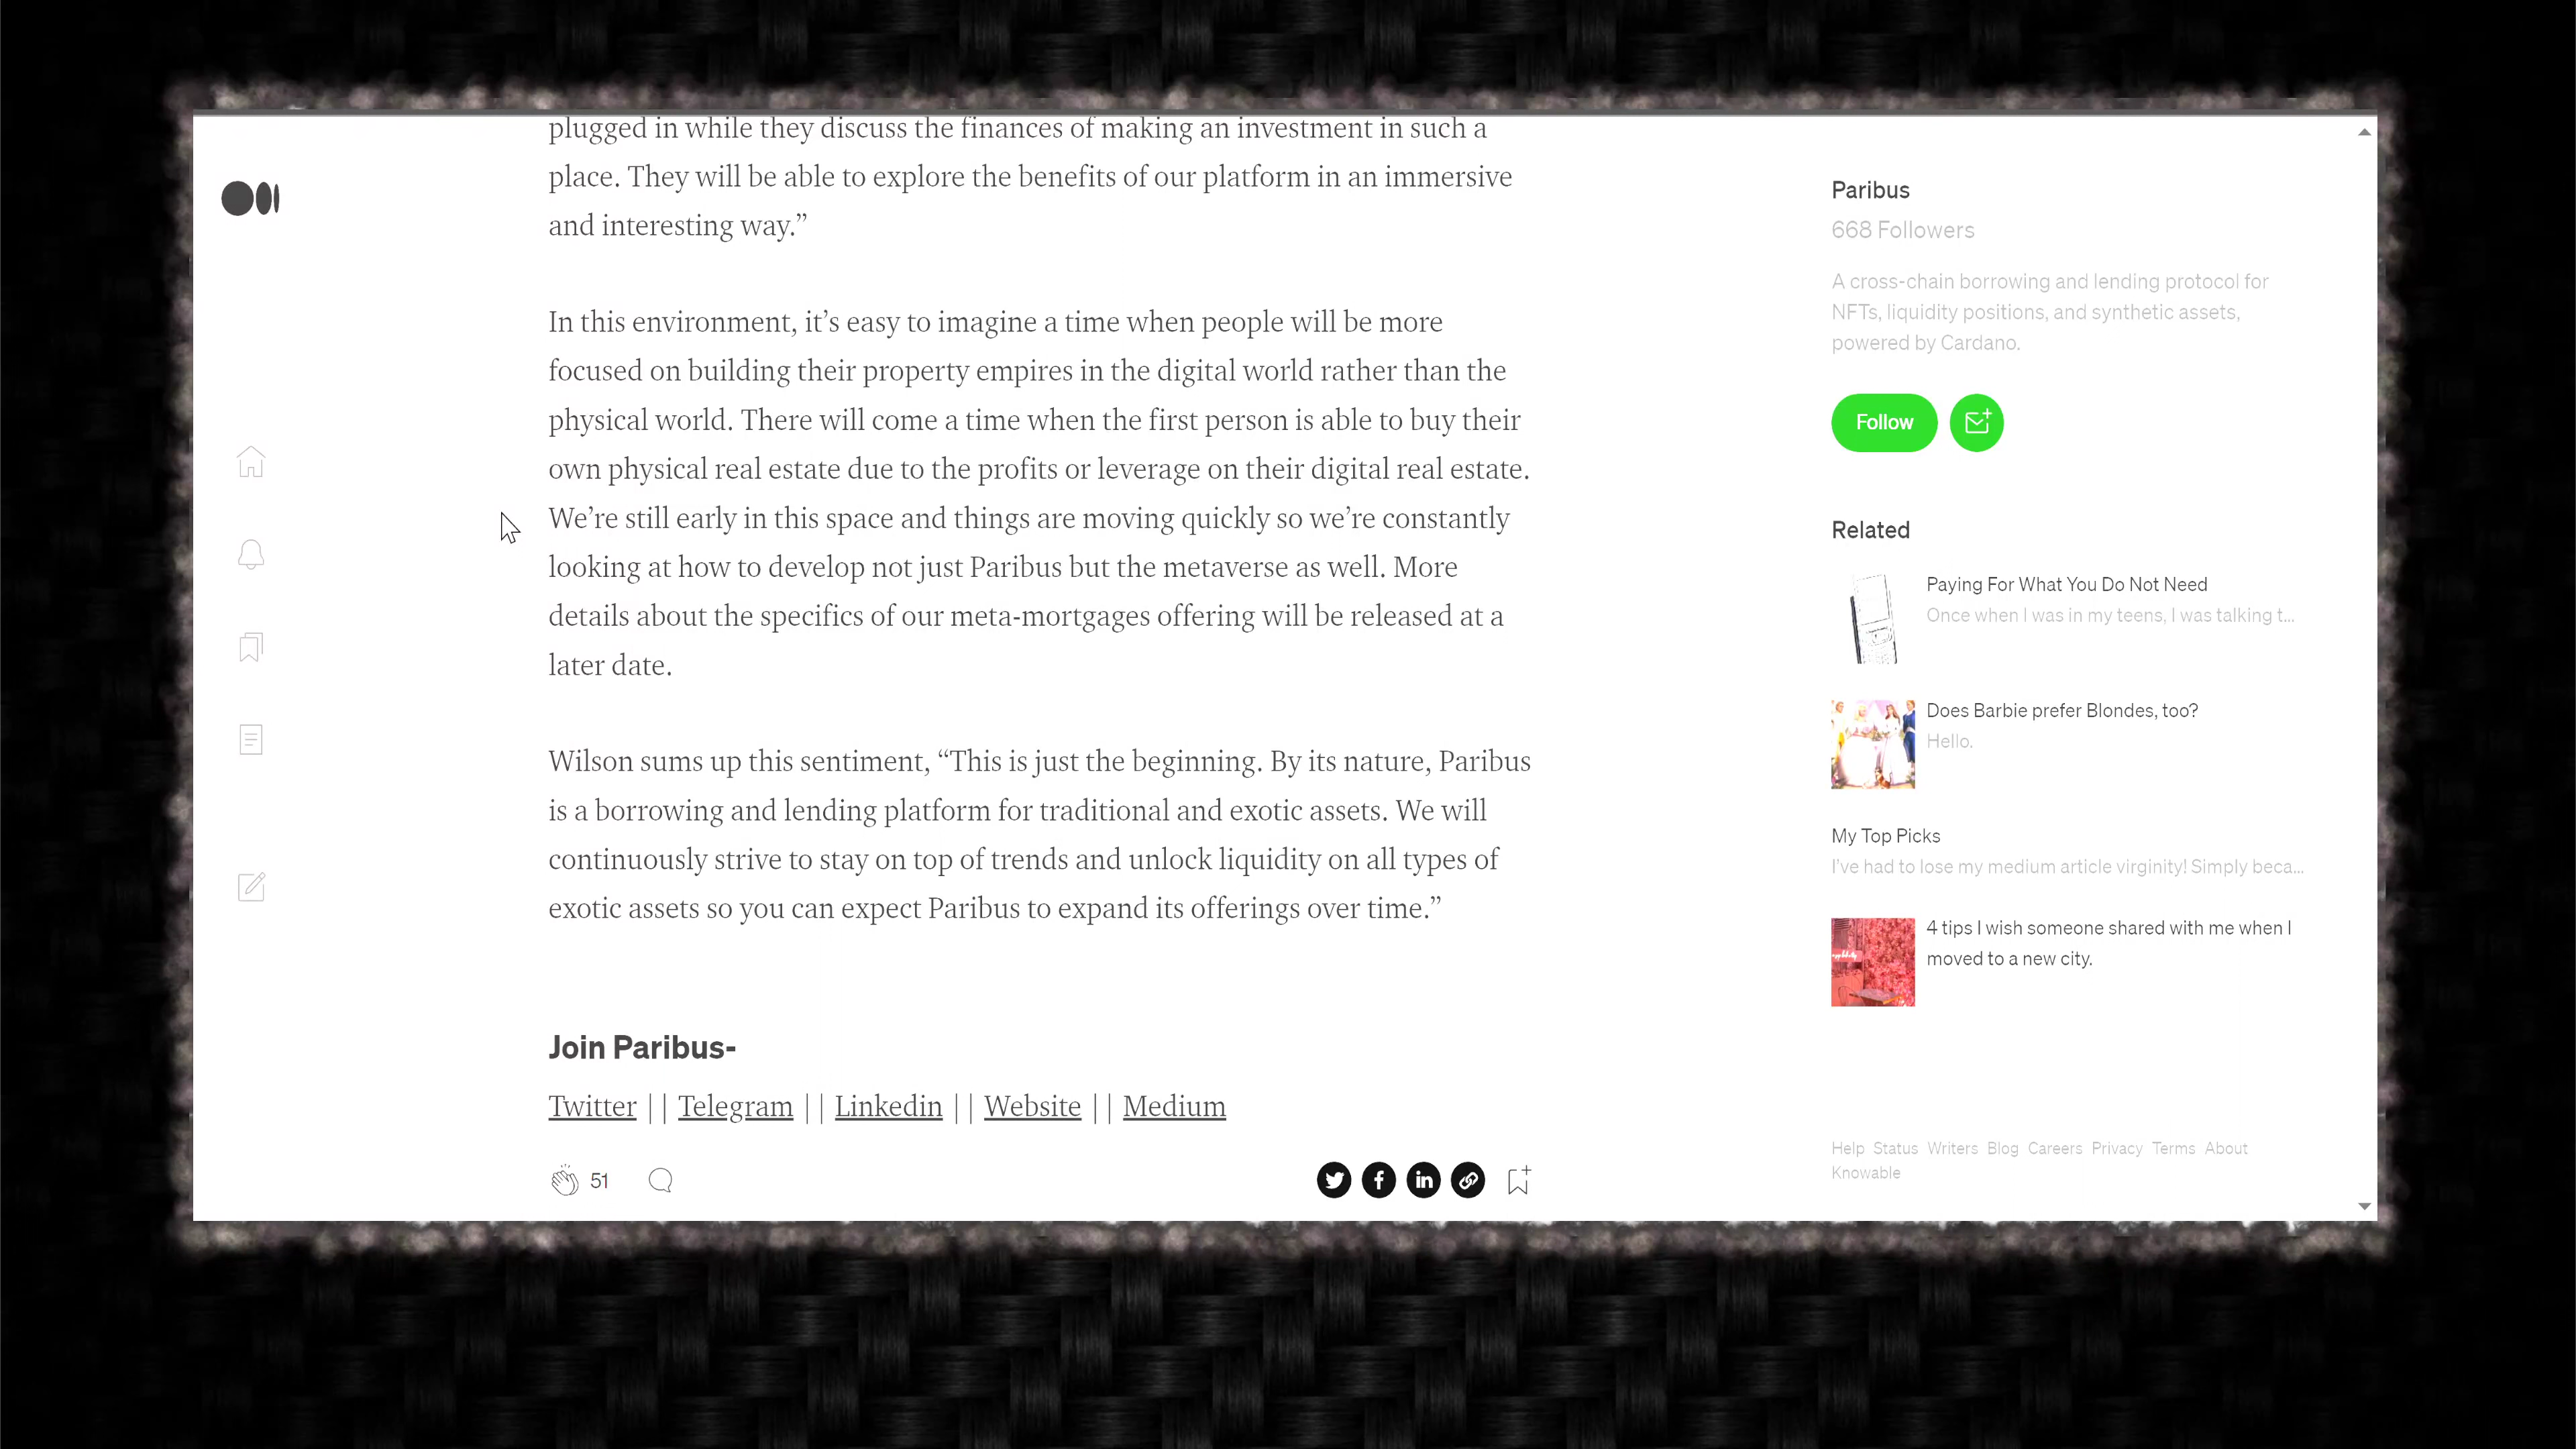 plugged in while they discuss the finances of making an investment in such a
place. They will be able to explore the benefits of our platform in an immersive
and interesting way.”
In this environment, it’s easy to imagine a time when people will be more
focused on building their property empires in the digital world rather than the
physical world. There will come a time when the first person is able to buy their
own physical real estate due to the profits or leverage on their digital real estate.
We’re still early in this space and things are moving quickly so we’re constantly
looking at how to develop not just Paribus but the metaverse as well. More
details about the specifics of our meta-mortgages offering will be released at a
later date.
Wilson sums up this sentiment, “This is just the beginning. By its nature, Paribus
is a borrowing and lending platform for traditional and exotic assets. We will
continuously strive to stay on top of trends and unlock liquidity on all types of
exotic assets so you can expect Paribus to expand its offerings over time.”
Join Paribus-
Twitter || Telegram || Linkedin || Website || Medium
51
Paribus
668 Followers
A cross-chain borrowing and lending protocol for
NFTs, liquidity positions, and synthetic assets,
powered by Cardano.
Follow
Related
Paying For What You Do Not Need
Once when I was in my teens, I was talking t...
Does Barbie prefer Blondes, too?
Hello.
My Top Picks
I’ve had to lose my medium article virginity! Simply beca...
4 tips I wish someone shared with me when I
moved to a new city.
Help Status Writers Blog Careers Privacy Terms About
Knowable